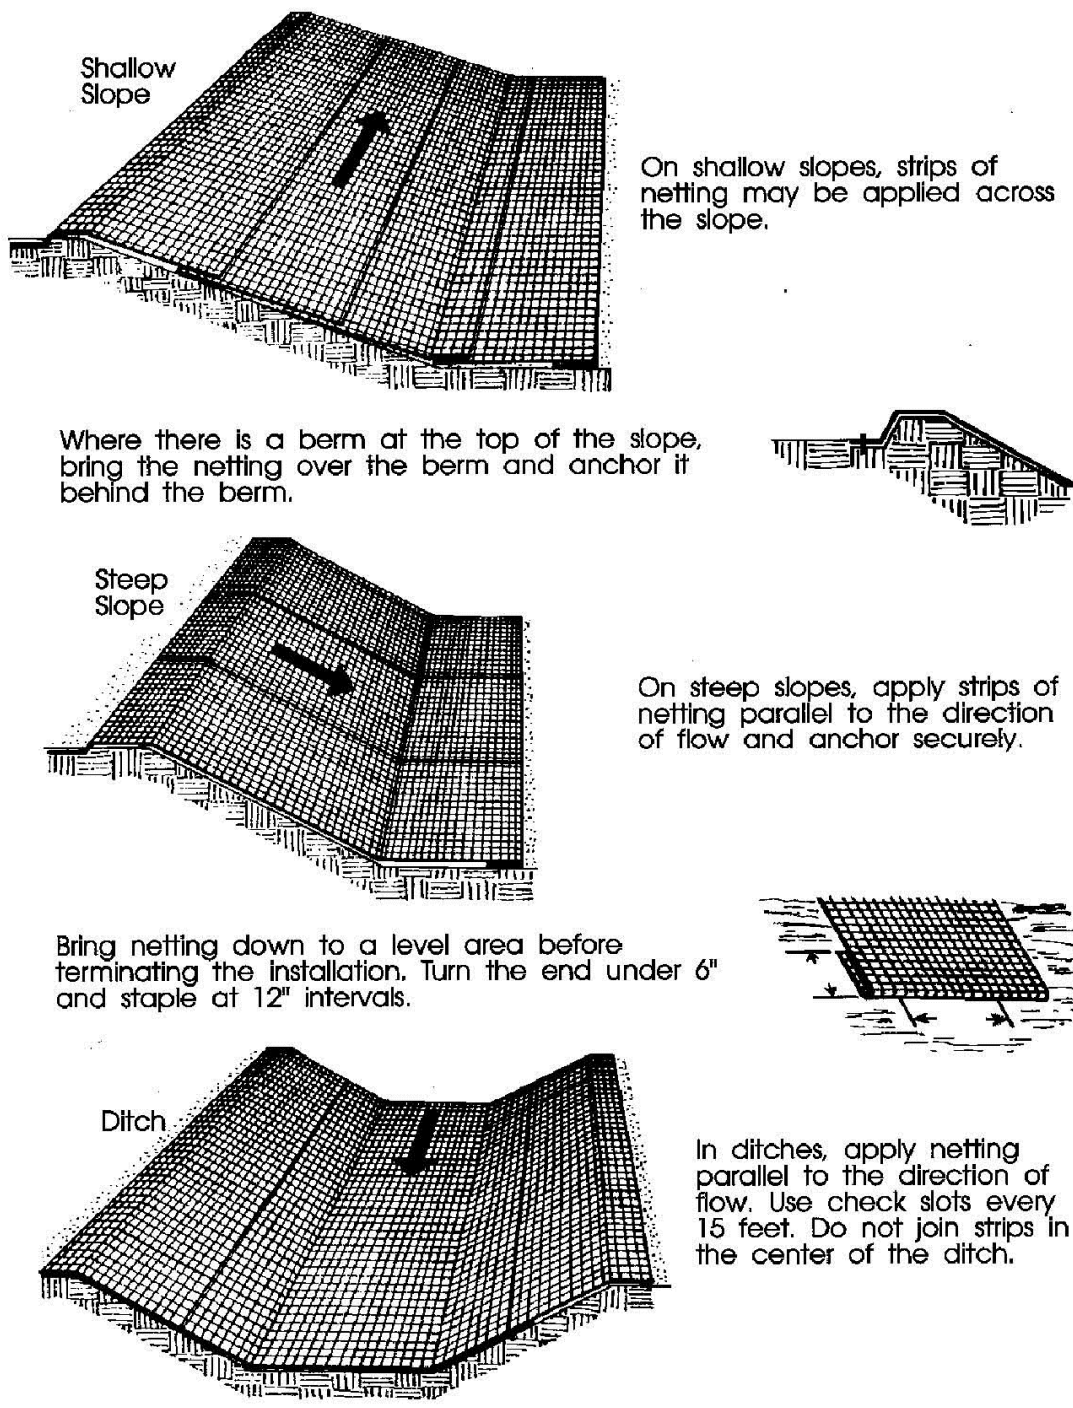 Shallow
Slope
On shallow slopes, strips of
netting may be applied across
the slope.
Where there is a berm at the top of the slope,
bring the netting over the berm and anchor it
behind the berm.
Steep
Slope
On steep slopes, apply strips of
netting parallel to the direction
of flow and anchor securely.
Bring netting down to a level area before
terminating the installation. Turn the end under 6"
and staple at 12" intervals.
Ditch
In ditches, apply netting
parallel to the direction of
flow. Use check slots every
15 feet. Do not join strips in
the center of the ditch.